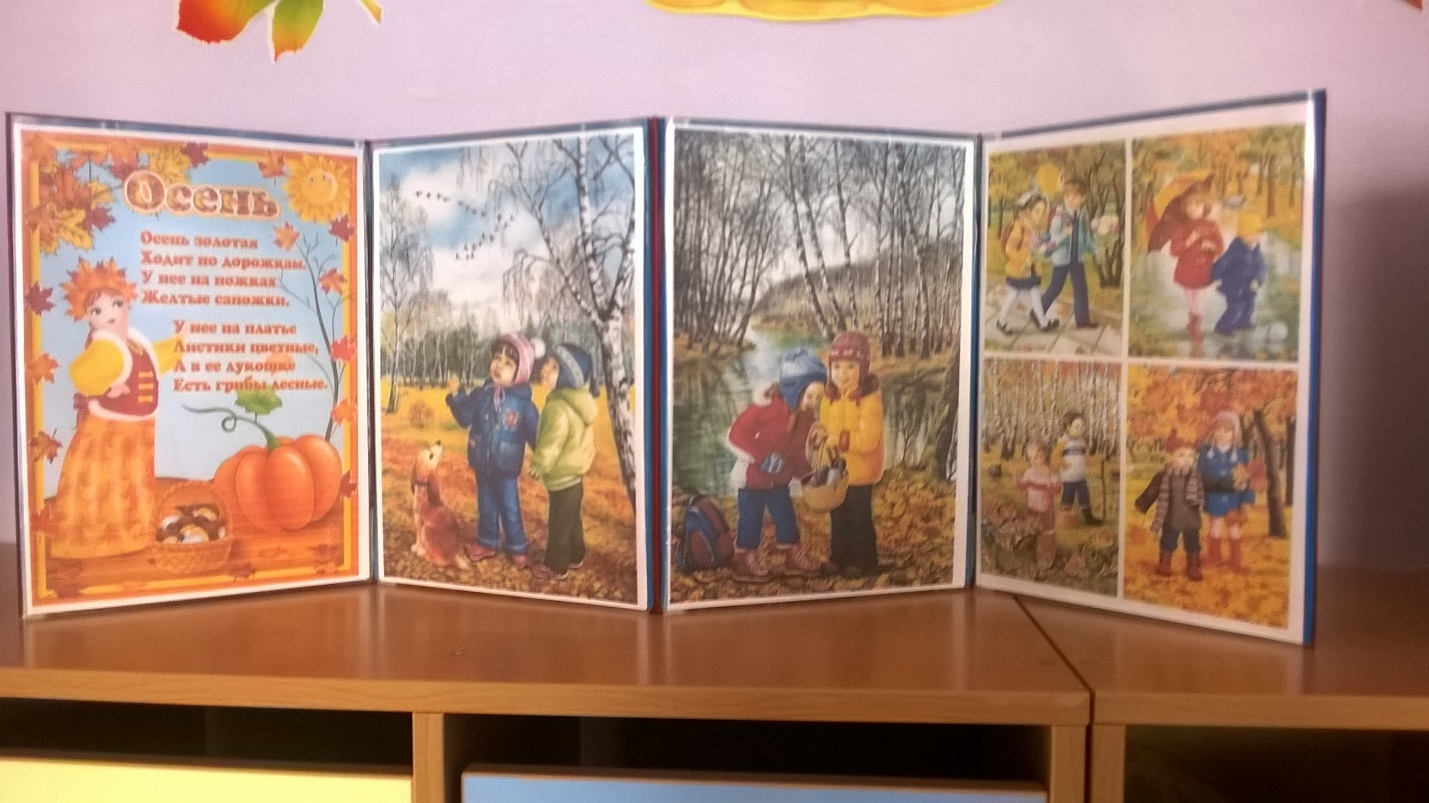 Осень
Осень золотая
Ходит по дорожкам.
У нее на ножках
Желтые сапожки.
У нее на платье
Листики цветные,
А в ее лукошке
Есть грибы лесные.